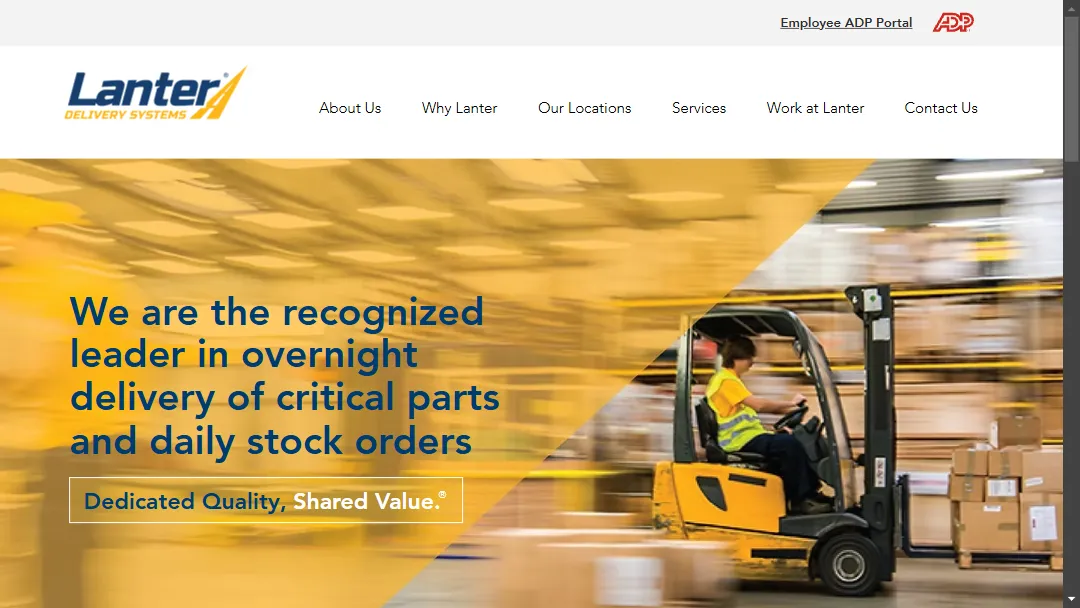 Employee ADP Portal
ADP
Lanter
DELIVERY SYSTEMS
About Us
Why Lanter
Our Locations
Services
Work at Lanter
Contact Us
We are the recognized
leader in overnight
delivery of critical parts
and daily stock orders
Dedicated Quality, Shared Value.®